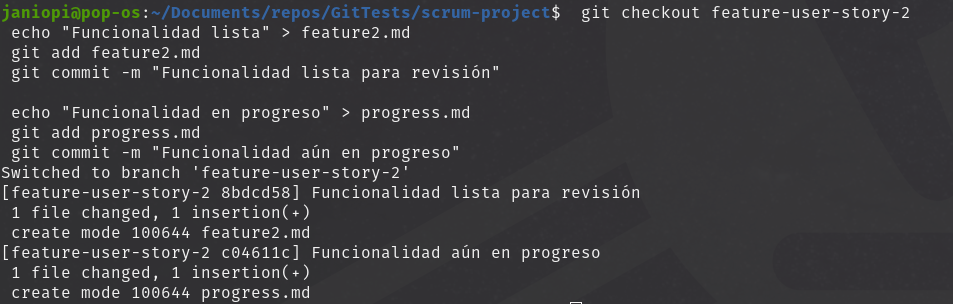 janiopi@pop-os:~/Documents/repos/GitTests/scrum-project$  git checkout feature-user-story-2
 echo "Funcionalidad lista" > feature2.md
 git add feature2.md
 git commit -m "Funcionalidad lista para revisión"

 echo "Funcionalidad en progreso" > progress.md
 git add progress.md
 git commit -m "Funcionalidad aún en progreso"
Switched to branch 'feature-user-story-2'
[feature-user-story-2 8bdcd58] Funcionalidad lista para revisión
 1 file changed, 1 insertion(+)
 create mode 100644 feature2.md
[feature-user-story-2 c04611c] Funcionalidad aún en progreso
 1 file changed, 1 insertion(+)
 create mode 100644 progress.md